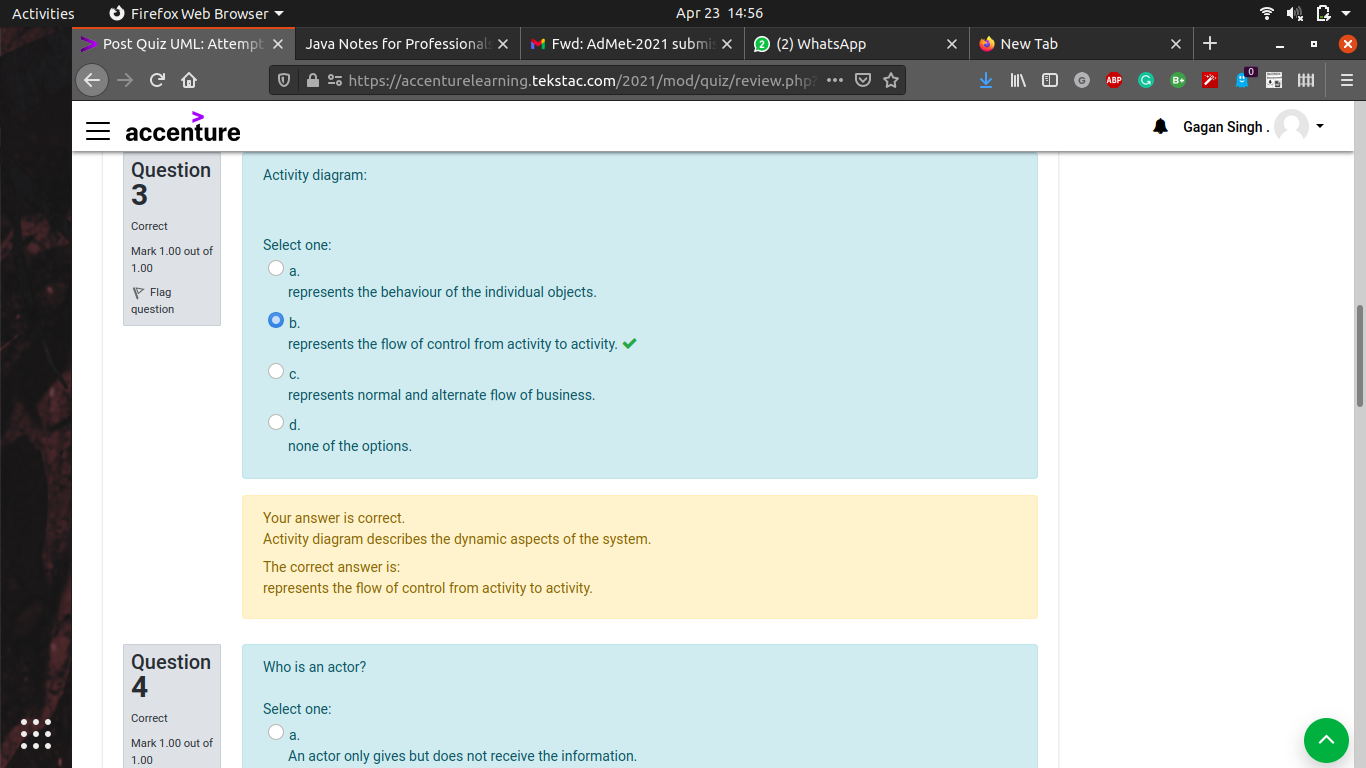 Activities
Firefox Web Browser
Apr 23 14:56
Post Quiz UML: Attempt
Java Notes for Professionals
Fwd: AdMet-2021 submis
(2) WhatsApp
New Tab
https://accenturelearning.tekstac.com/2021/mod/quiz/review.php?
ABP
G
B+
0
accenture
Gagan Singh .
Question
3
Correct
Mark 1.00 out of
1.00
Flag
question
Activity diagram:
Select one:
a.
represents the behaviour of the individual objects.
b.
represents the flow of control from activity to activity.
c.
represents normal and alternate flow of business.
d.
none of the options.
Your answer is correct.
Activity diagram describes the dynamic aspects of the system.
The correct answer is:
represents the flow of control from activity to activity.
Question
4
Correct
Mark 1.00 out of
1.00
Who is an actor?
Select one:
a.
An actor only gives but does not receive the information.